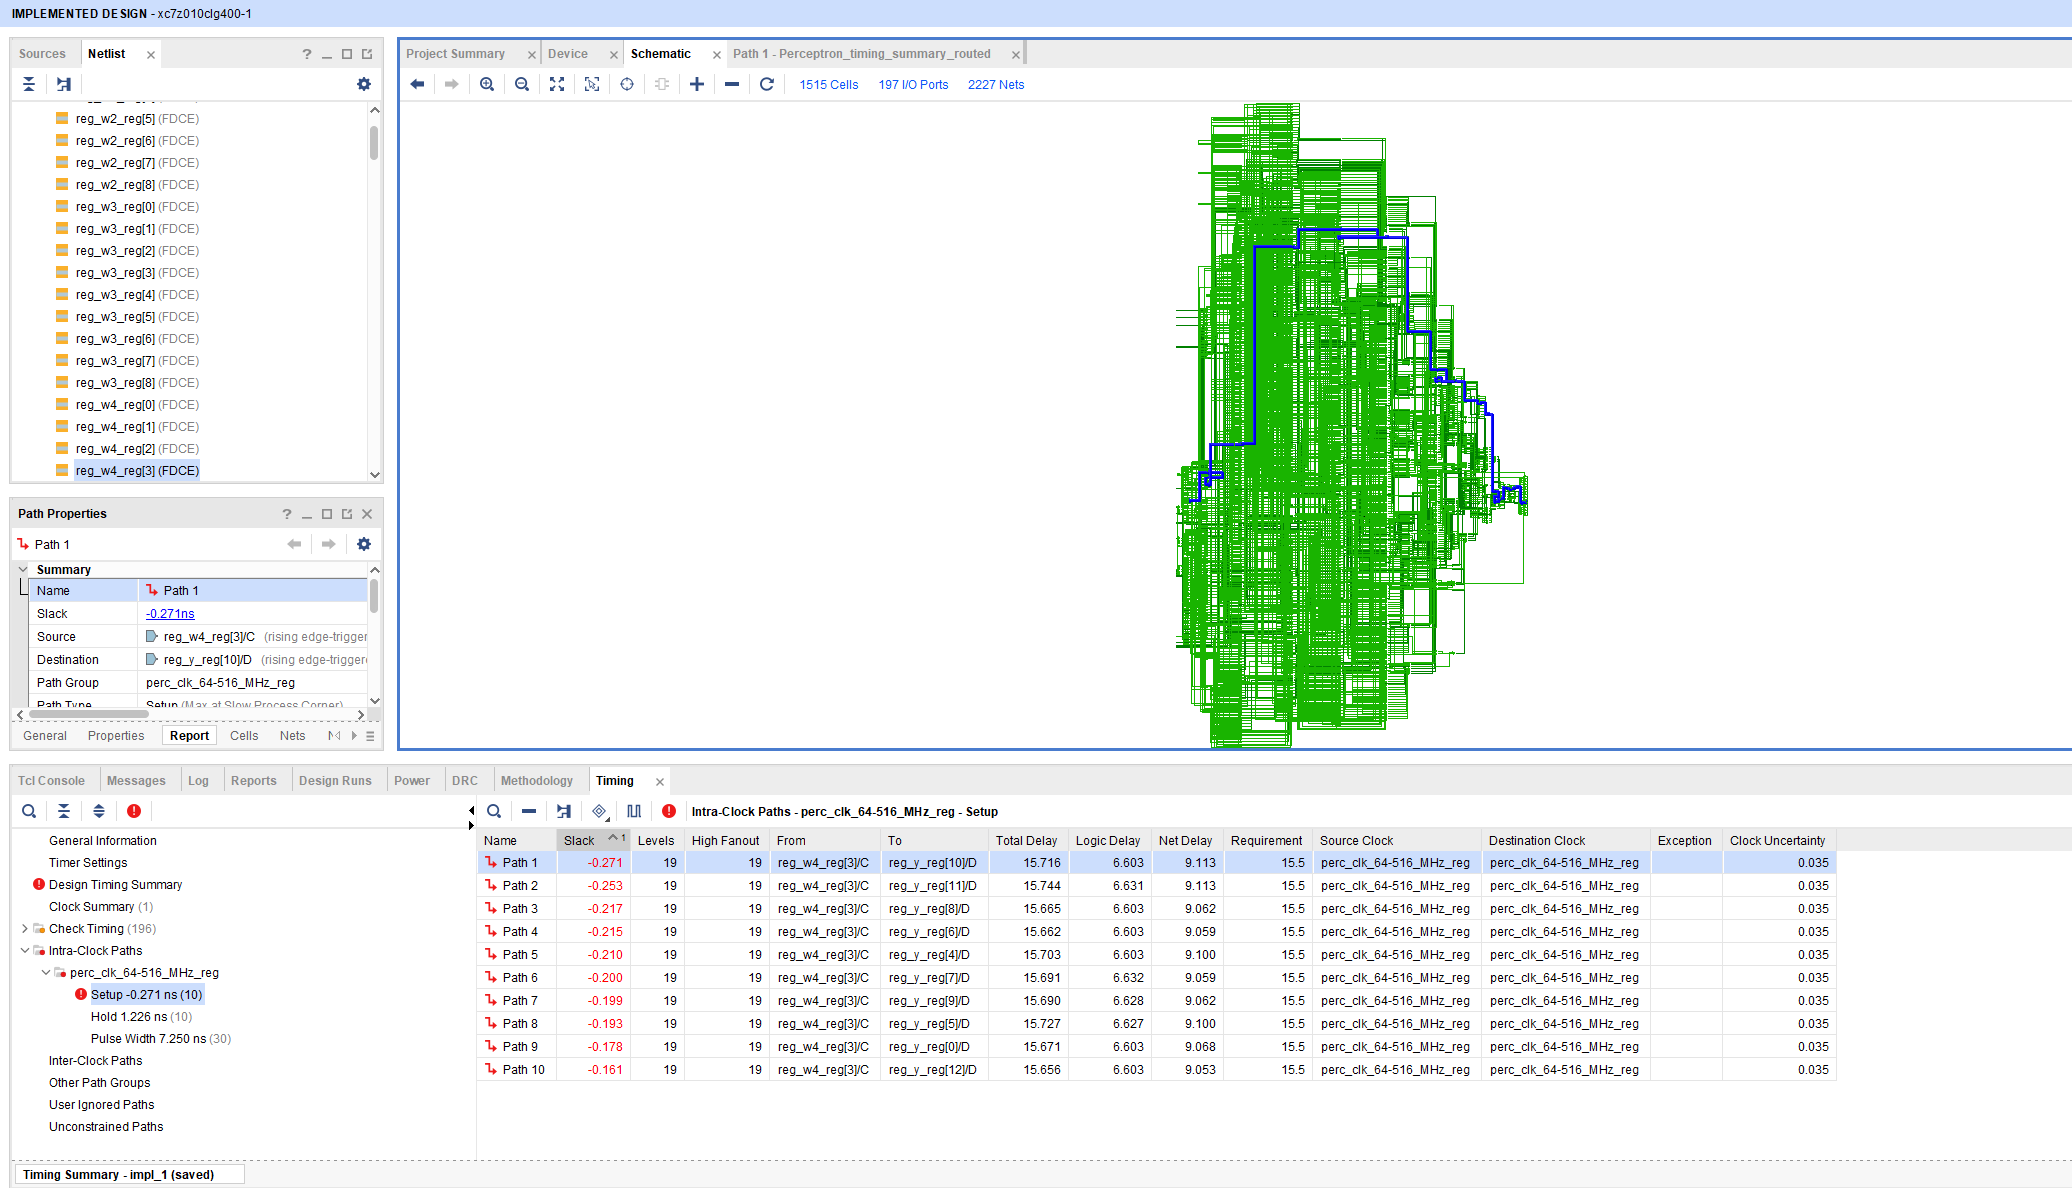 IMPLEMENTED DESIGN - xc7z010clg400-1
Sources Netlist
reg_w2_reg[5] (FDCE)
reg_w2_reg[6] (FDCE)
reg_w2_reg[7] (FDCE)
reg_w2_reg[8] (FDCE)
reg_w3_reg[0] (FDCE)
reg_w3_reg[1] (FDCE)
reg_w3_reg[2] (FDCE)
reg_w3_reg[3] (FDCE)
reg_w3_reg[4] (FDCE)
reg_w3_reg[5] (FDCE)
reg_w3_reg[6] (FDCE)
reg_w3_reg[7] (FDCE)
reg_w3_reg[8] (FDCE)
reg_w4_reg[0] (FDCE)
reg_w4_reg[1] (FDCE)
reg_w4_reg[2] (FDCE)
reg_w4_reg[3] (FDCE)
Path Properties
Path 1
Summary
Name Path 1
Slack -0.271ns
Source reg_w4_reg[3]/C (rising edge-trigger
Destination reg_y_reg[10]/D (rising edge-triggere
Path Group perc_clk_64-516_MHz_reg
Path Type Setup (Max at Slow Process Corner)
General Properties Report Cells Nets
Project Summary Device Schematic Path 1 - Perceptron_timing_summary_routed
1515 Cells 197 I/O Ports 2227 Nets
Tcl Console Messages Log Reports Design Runs Power DRC Methodology Timing
General Information
Timer Settings
Design Timing Summary
Clock Summary (1)
Check Timing (196)
Intra-Clock Paths
perc_clk_64-516_MHz_reg
Setup -0.271 ns (10)
Hold 1.226 ns (10)
Pulse Width 7.250 ns (30)
Inter-Clock Paths
Other Path Groups
User Ignored Paths
Unconstrained Paths
Intra-Clock Paths - perc_clk_64-516_MHz_reg - Setup
Name Slack 1 Levels High Fanout From To Total Delay Logic Delay Net Delay Requirement Source Clock Destination Clock Exception Clock Uncertainty
Path 1 -0.271 19 19 reg_w4_reg[3]/C reg_y_reg[10]/D 15.716 6.603 9.113 15.5 perc_clk_64-516_MHz_reg perc_clk_64-516_MHz_reg 0.035
Path 2 -0.253 19 19 reg_w4_reg[3]/C reg_y_reg[11]/D 15.744 6.631 9.113 15.5 perc_clk_64-516_MHz_reg perc_clk_64-516_MHz_reg 0.035
Path 3 -0.217 19 19 reg_w4_reg[3]/C reg_y_reg[8]/D 15.665 6.603 9.062 15.5 perc_clk_64-516_MHz_reg perc_clk_64-516_MHz_reg 0.035
Path 4 -0.215 19 19 reg_w4_reg[3]/C reg_y_reg[6]/D 15.662 6.603 9.059 15.5 perc_clk_64-516_MHz_reg perc_clk_64-516_MHz_reg 0.035
Path 5 -0.210 19 19 reg_w4_reg[3]/C reg_y_reg[4]/D 15.703 6.603 9.100 15.5 perc_clk_64-516_MHz_reg perc_clk_64-516_MHz_reg 0.035
Path 6 -0.200 19 19 reg_w4_reg[3]/C reg_y_reg[7]/D 15.691 6.632 9.059 15.5 perc_clk_64-516_MHz_reg perc_clk_64-516_MHz_reg 0.035
Path 7 -0.199 19 19 reg_w4_reg[3]/C reg_y_reg[9]/D 15.690 6.628 9.062 15.5 perc_clk_64-516_MHz_reg perc_clk_64-516_MHz_reg 0.035
Path 8 -0.193 19 19 reg_w4_reg[3]/C reg_y_reg[5]/D 15.727 6.627 9.100 15.5 perc_clk_64-516_MHz_reg perc_clk_64-516_MHz_reg 0.035
Path 9 -0.178 19 19 reg_w4_reg[3]/C reg_y_reg[0]/D 15.671 6.603 9.068 15.5 perc_clk_64-516_MHz_reg perc_clk_64-516_MHz_reg 0.035
Path 10 -0.161 19 19 reg_w4_reg[3]/C reg_y_reg[12]/D 15.656 6.603 9.053 15.5 perc_clk_64-516_MHz_reg perc_clk_64-516_MHz_reg 0.035
Timing Summary - impl_1 (saved)